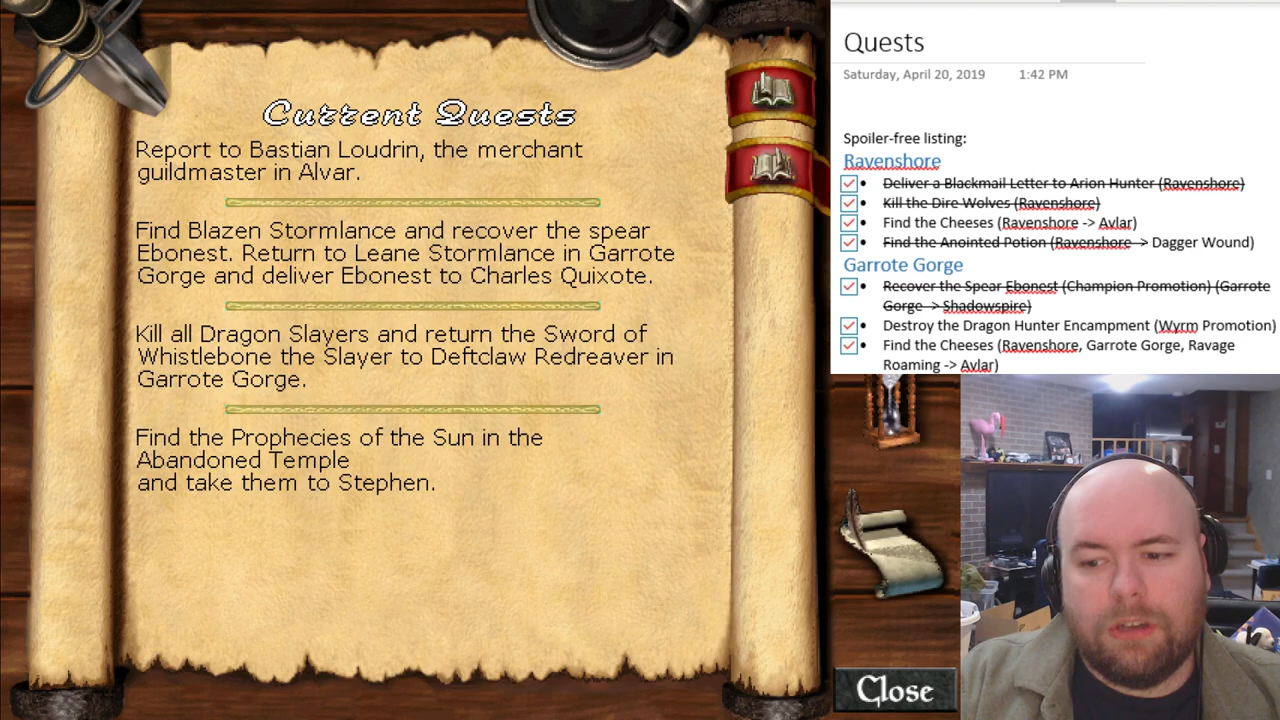 Current Quests
Report to Bastian Loudrin, the merchant
guildmaster in Alvar.
Find Blazen Stormlance and recover the spear
Ebonest. Return to Leane Stormlance in Garrote
Gorge and deliver Ebonest to Charles Quixote.
Kill all Dragon Slayers and return the Sword of
Whistlebone the Slayer to Deftclaw Redreaver in
Garrote Gorge.
Find the Prophecies of the Sun in the
Abandoned Temple
and take them to Stephen.
Close
Quests
Saturday, April 20, 2019 1:42 PM
Spoiler-free listing:
Ravenshore
• Deliver a Blackmail Letter to Arion Hunter (Ravenshore)
• Kill the Dire Wolves (Ravenshore)
• Find the Cheeses (Ravenshore -> Avlar)
• Find the Anointed Potion (Ravenshore -> Dagger Wound)
Garrote Gorge
• Recover the Spear Ebonest (Champion Promotion) (Garrote
Gorge -> Shadowspire)
• Destroy the Dragon Hunter Encampment (Wyrm Promotion)
• Find the Cheeses (Ravenshore, Garrote Gorge, Ravage
Roaming -> Avlar)